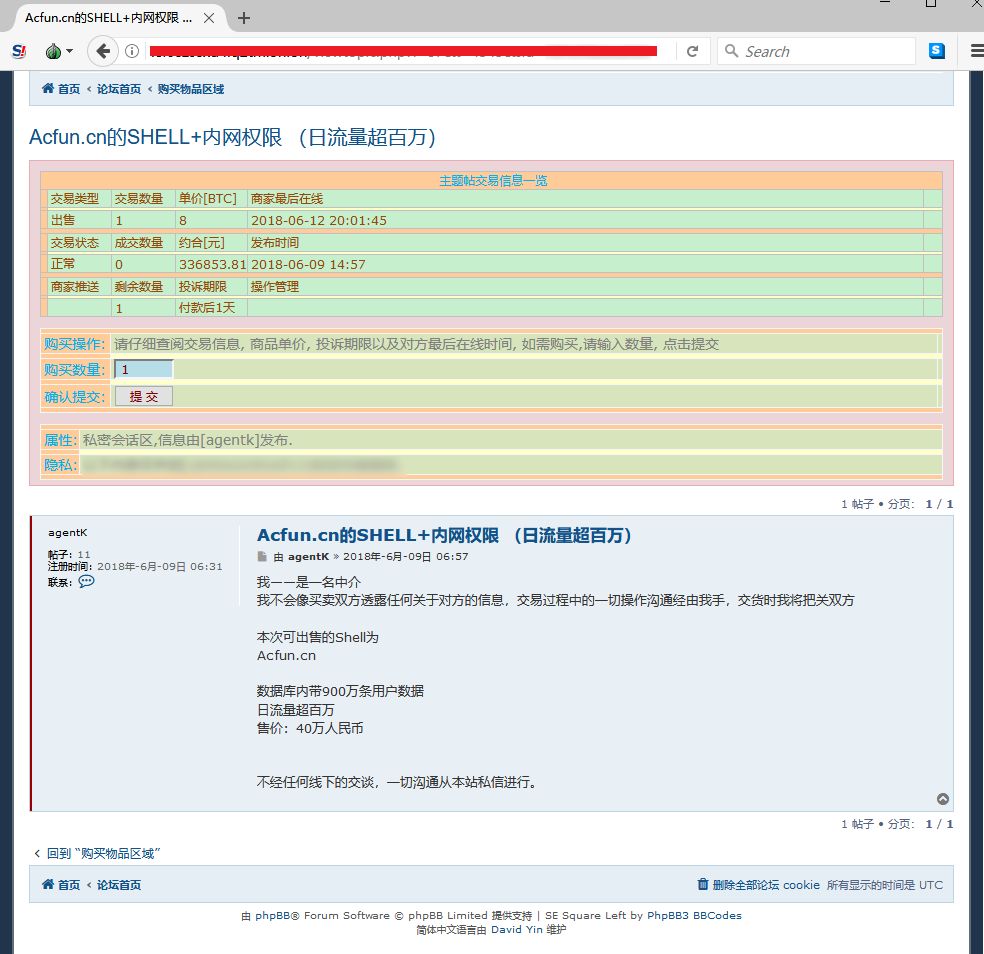 Acfun.cn的SHELL+内网权限 ...
Search
首页 ‹ 论坛首页 ‹ 购买物品区域
Acfun.cn的SHELL+内网权限 （日流量超百万）
主题帖交易信息一览
交易类型 交易数量 单价[BTC] 商家最后在线
出售 1 8 2018-06-12 20:01:45
交易状态 成交数量 约合[元] 发布时间
正常 0 336853.81 2018-06-09 14:57
商家推送 剩余数量 投诉期限 操作管理
1 付款后1天
购买操作: 请仔细查阅交易信息, 商品单价, 投诉期限以及对方最后在线时间, 如需购买,请输入数量, 点击提交
购买数量: 1
确认提交: 提 交
属性: 私密会话区,信息由[agentk]发布.
隐私:
1 帖子 • 分页： 1 / 1
agentK
帖子: 11
注册时间: 2018年-6月-09日 06:31
联系:
Acfun.cn的SHELL+内网权限 （日流量超百万）
由 agentK » 2018年-6月-09日 06:57
我一一是一名中介
我不会像买卖双方透露任何关于对方的信息，交易过程中的一切操作沟通经由我手，交货时我将把关双方
本次可出售的Shell为
Acfun.cn
数据库内带900万条用户数据
日流量超百万
售价：40万人民币
不经任何线下的交谈，一切沟通从本站私信进行。
1 帖子 • 分页： 1 / 1
回到 “购买物品区域”
首页 ‹ 论坛首页
删除全部论坛 cookie 所有显示的时间是 UTC
由 phpBB® Forum Software © phpBB Limited 提供支持 | SE Square Left by PhpBB3 BBCodes
简体中文语言由 David Yin 维护